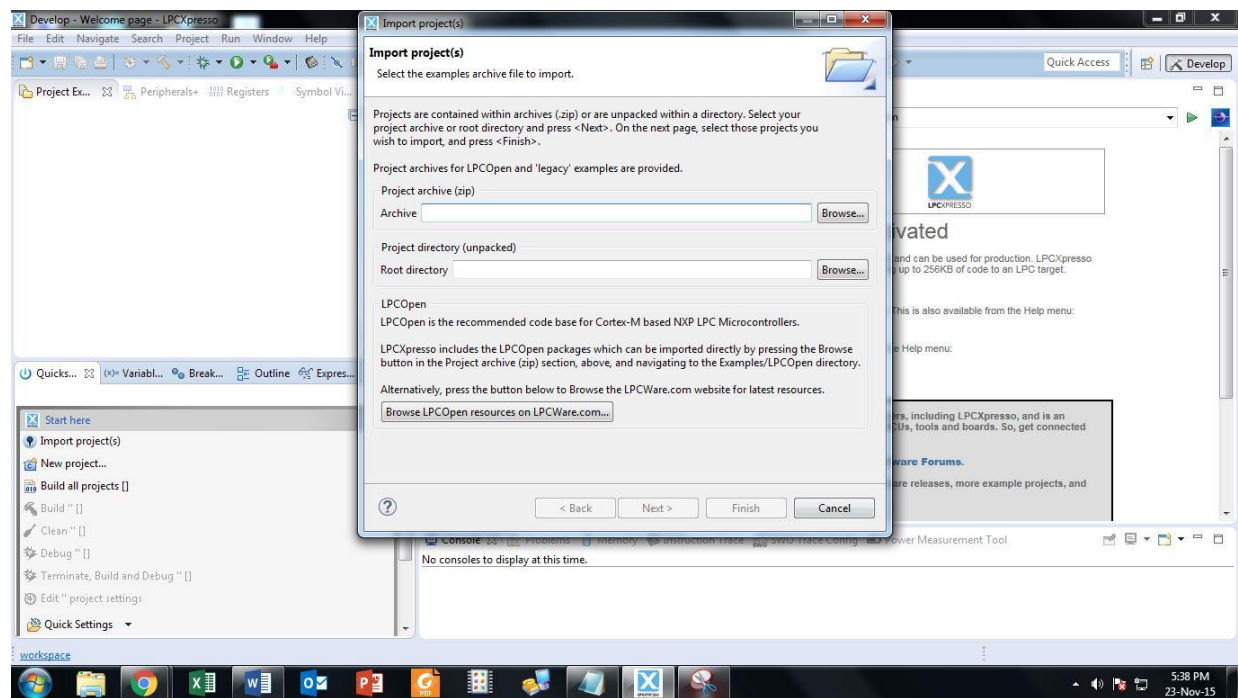 Develop - Welcome page - LPCXpresso
File Edit Navigate Search Project Run Window Help
Quick Access
Develop
Project Ex... Peripherals+ Registers Symbol Vi...
Import project(s)
Import project(s)
Select the examples archive file to import.
Projects are contained within archives (.zip) or are unpacked within a directory. Select your
project archive or root directory and press <Next>. On the next page, select those projects you
wish to import, and press <Finish>.
Project archives for LPCOpen and 'legacy' examples are provided.
Project archive (zip)
Archive
Browse...
Project directory (unpacked)
Root directory
Browse...
LPCOpen
LPCOpen is the recommended code base for Cortex-M based NXP LPC Microcontrollers.
LPCXpresso includes the LPCOpen packages which can be imported directly by pressing the Browse
button in the Project archive (zip) section, above, and navigating to the Examples/LPCOpen directory.
Alternatively, press the button below to Browse the LPCWare.com website for latest resources.
Browse LPCOpen resources on LPCWare.com...
< Back Next > Finish Cancel
LPCXPRESSO
ivated
and can be used for production. LPCXpresso
up to 256KB of code to an LPC target.
This is also available from the Help menu:
e Help menu:
ers, including LPCXpresso, and is an
CUs, tools and boards. So, get connected
ware Forums.
are releases, more example projects, and
Quicks... (x)= Variabl... Break... Outline Expres...
Start here
Import project(s)
New project...
Build all projects []
Build '' []
Clean '' []
Debug '' []
Terminate, Build and Debug '' []
Edit '' project settings
Quick Settings
Console Problems Memory Instruction Trace SWO Trace Config Power Measurement Tool
No consoles to display at this time.
workspace
5:38 PM
23-Nov-15